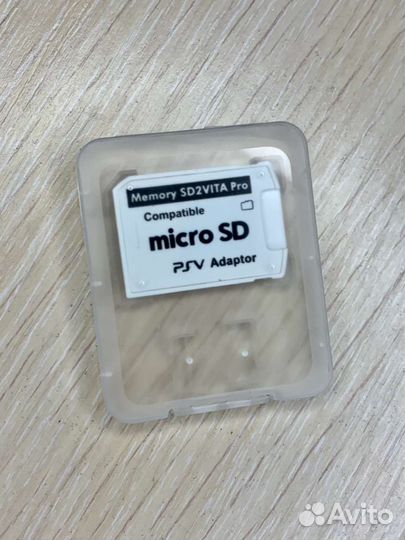 Memory SD2VITA Pro
Compatible
micro SD
PSV Adaptor
Avito